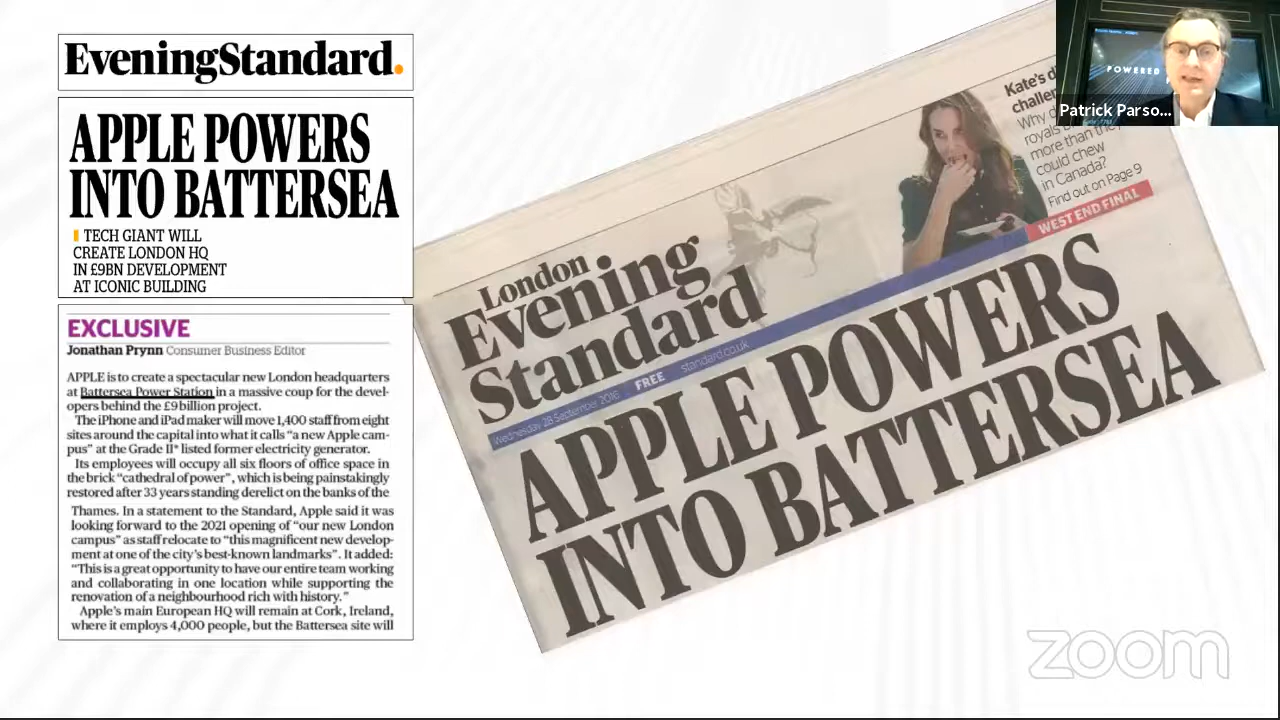 EveningStandard.
APPLE POWERS
INTO BATTERSEA
TECH GIANT WILL
CREATE LONDON HQ
IN £9BN DEVELOPMENT
AT ICONIC BUILDING
EXCLUSIVE
Jonathan Prynn Consumer Business Editor
APPLE is to create a spectacular new London headquarters
at Battersea Power Station in a massive coup for the devel-
opers behind the £9billion project.
The iPhone and iPad maker will move 1,400 staff from eight
sites around the capital into what it calls “a new Apple cam-
pus” at the Grade II* listed former electricity generator.
Its employees will occupy all six floors of office space in
the brick “cathedral of power”, which is being painstakingly
restored after 33 years standing derelict on the banks of the
Thames. In a statement to the Standard, Apple said it was
looking forward to the 2021 opening of “our new London
campus” as staff relocate to “this magnificent new develop-
ment at one of the city’s best-known landmarks”. It added:
“This is a great opportunity to have our entire team working
and collaborating in one location while supporting the
renovation of a neighbourhood rich with history.”
Apple’s main European HQ will remain at Cork, Ireland,
where it employs 4,000 people, but the Battersea site will
London
Evening
Standard
Wednesday 28 September 2016 FREE standard.co.uk
Kate's
Why
royals
more than
could chew
in Canada?
Find out on Page 9
WEST END FINAL
APPLE POWERS
INTO BATTERSEA
POWERED
Patrick Parso...
zoom